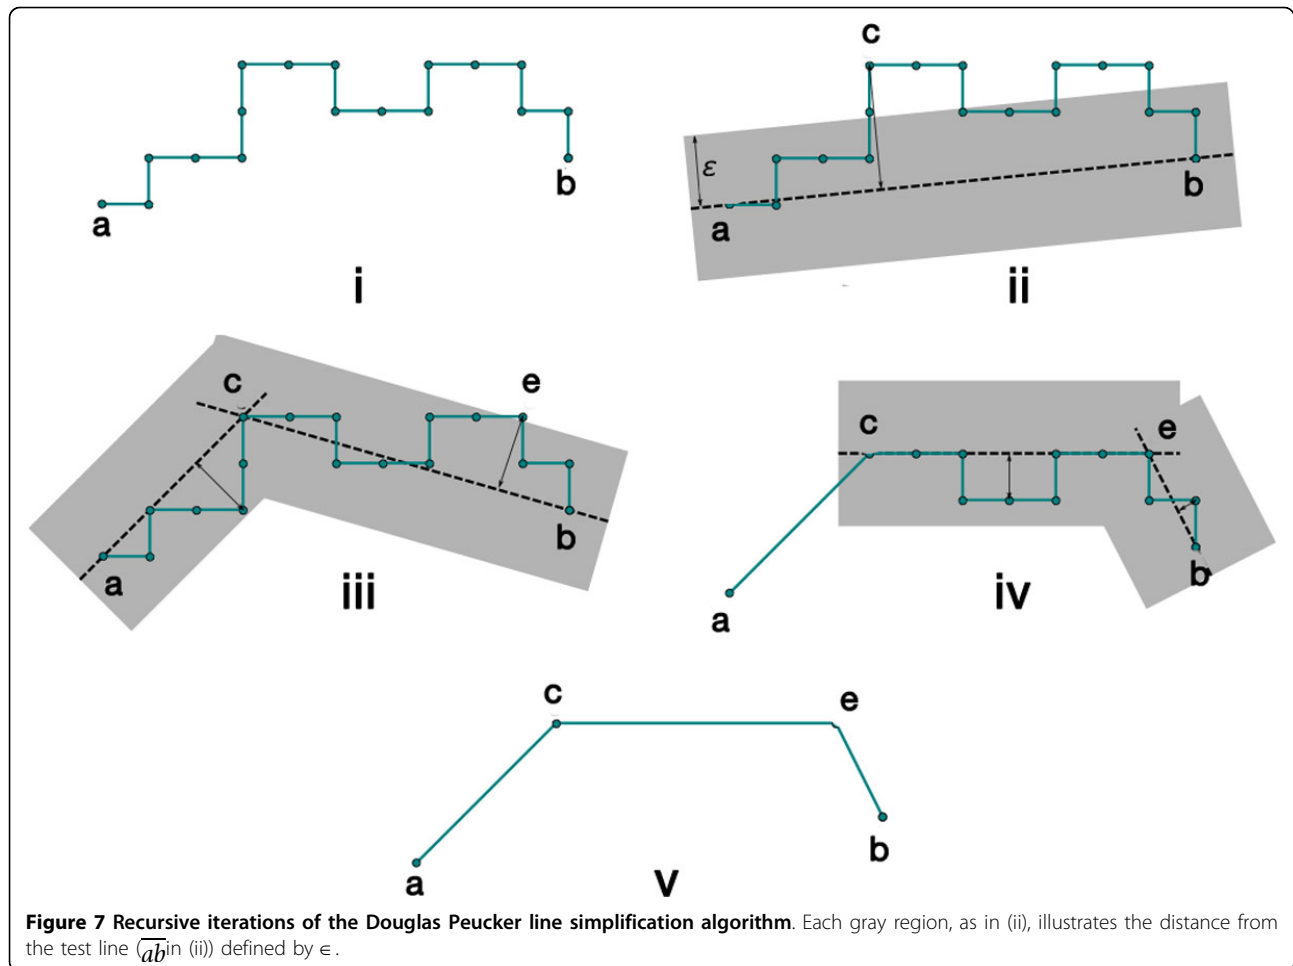 c
ε
b
a
b
a
i
ii
c
e
c
e
b
a
b
a
iii
iv
c
e
b
a
v
Figure 7 Recursive iterations of the Douglas Peucker line simplification algorithm. Each gray region, as in (ii), illustrates the distance from
the test line (ab in (ii)) defined by ∈.